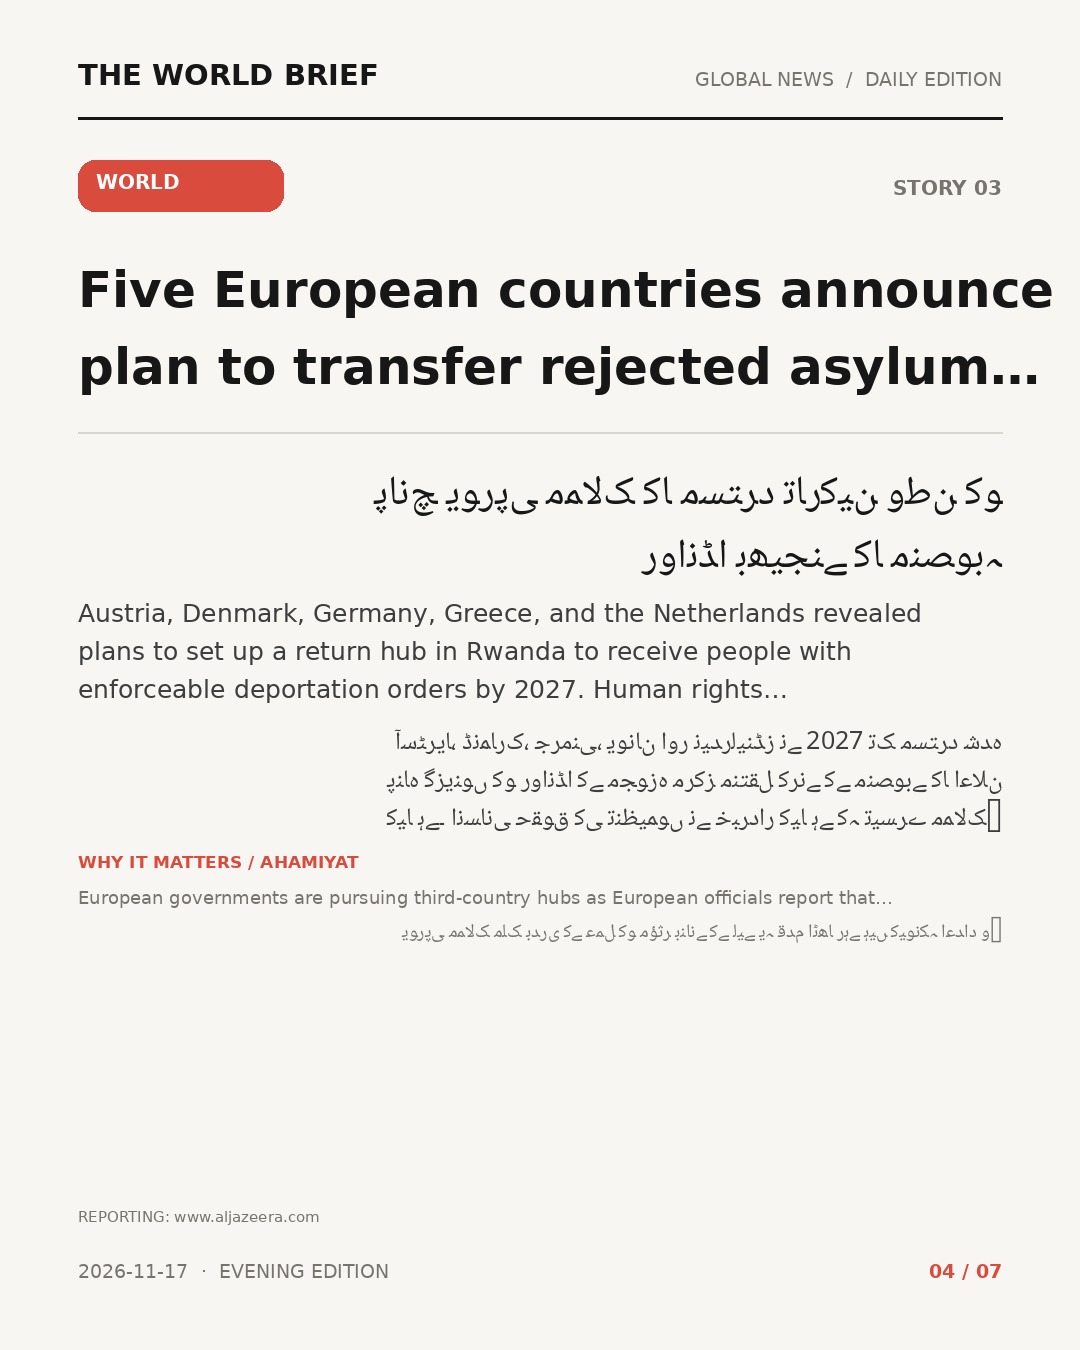 THE WORLD BRIEF
GLOBAL NEWS / DAILY EDITION
WORLD
STORY 03
Five European countries announce
plan to transfer rejected asylum…
پانچ یورپی ممالک کا مسترد تارکین وطن کو
روانڈا بھیجنے کا منصوبہ
Austria, Denmark, Germany, Greece, and the Netherlands revealed
plans to set up a return hub in Rwanda to receive people with
enforceable deportation orders by 2027. Human rights…
آسٹریا، ڈنمارک، جرمنی، یونان اور نیدرلینڈز نے 2027 تک مسترد شدہ
پناہ گزینوں کو روانڈا کے مجوزہ مرکز منتقل کرنے کے منصوبے کا اعلان
کیا ہے۔ انسانی حقوق کی تنظیموں نے خبردار کیا ہے کہ تیسرے ممالک
WHY IT MATTERS / AHAMIYAT
European governments are pursuing third-country hubs as European officials report that…
یورپی ممالک ملک بدری کے عمل کو مؤثر بنانے کے لیے یہ قدم اٹھا رہے ہیں کیونکہ اعداد و
REPORTING: www.aljazeera.com
2026-11-17 · EVENING EDITION
04 / 07